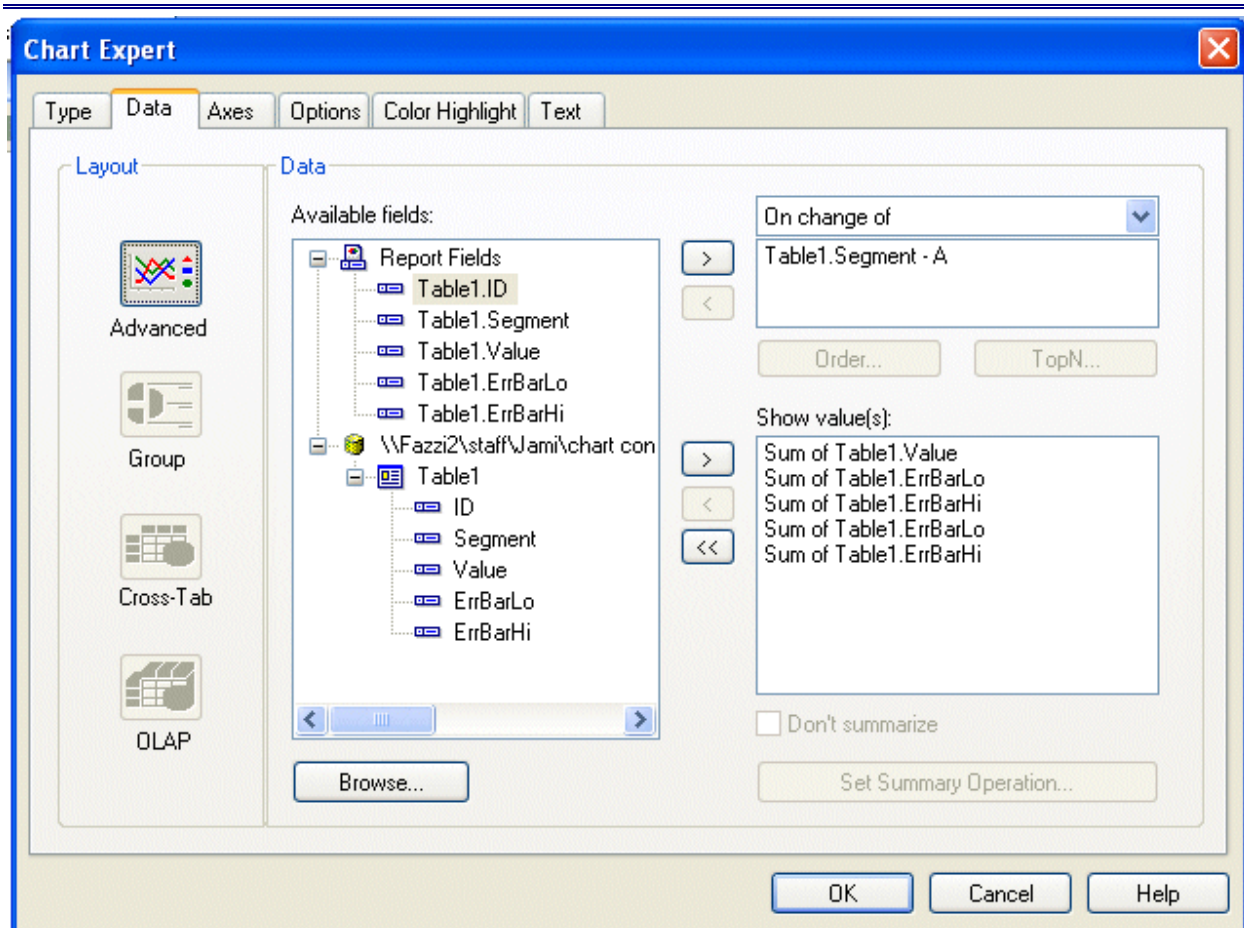 Chart Expert
Type Data Axes Options Color Highlight Text
Layout
Advanced
Group
Cross-Tab
OLAP
Data
Available fields:
Report Fields
Table1.ID
Table1.Segment
Table1.Value
Table1.ErrBarLo
Table1.ErrBarHi
\\Fazzi2\staff\Jami\chart con
Table1
ID
Segment
Value
ErrBarLo
ErrBarHi
Browse...
>
<
>
<
<<
On change of
Table1.Segment - A
Order... TopN...
Show value(s):
Sum of Table1.Value
Sum of Table1.ErrBarLo
Sum of Table1.ErrBarHi
Sum of Table1.ErrBarLo
Sum of Table1.ErrBarHi
Don't summarize
Set Summary Operation...
OK Cancel Help